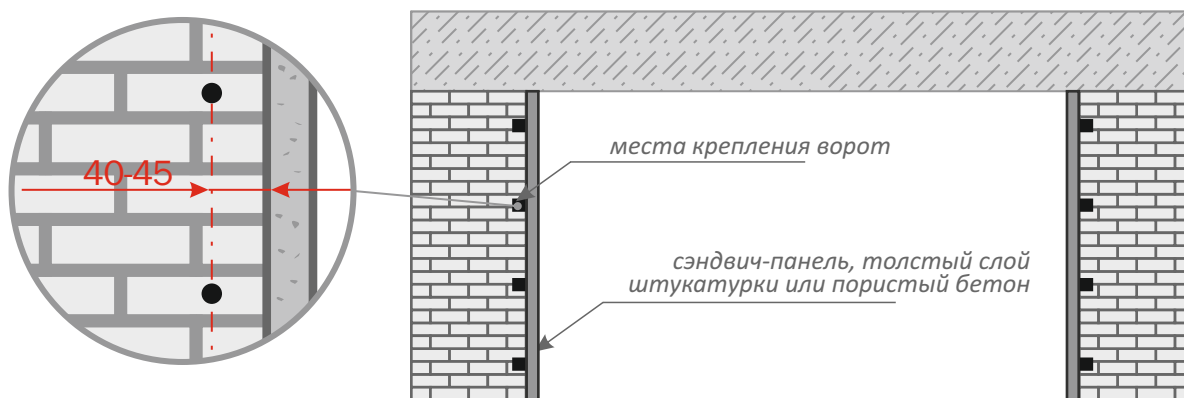 40-45
места крепления ворот
сэндвич-панель, толстый слой
штукатурки или пористый бетон